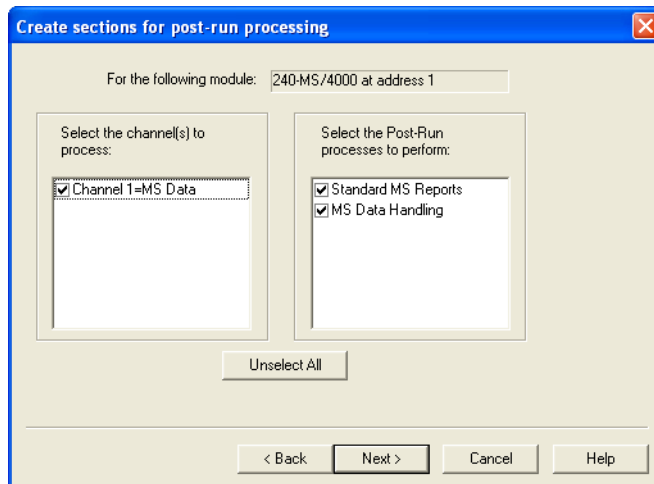 Create sections for post-run processing
For the following module: 240-MS/4000 at address 1
Select the channel(s) to
process:
Channel 1=MS Data
Select the Post-Run
processes to perform:
Standard MS Reports
MS Data Handling
Unselect All
< Back Next > Cancel Help